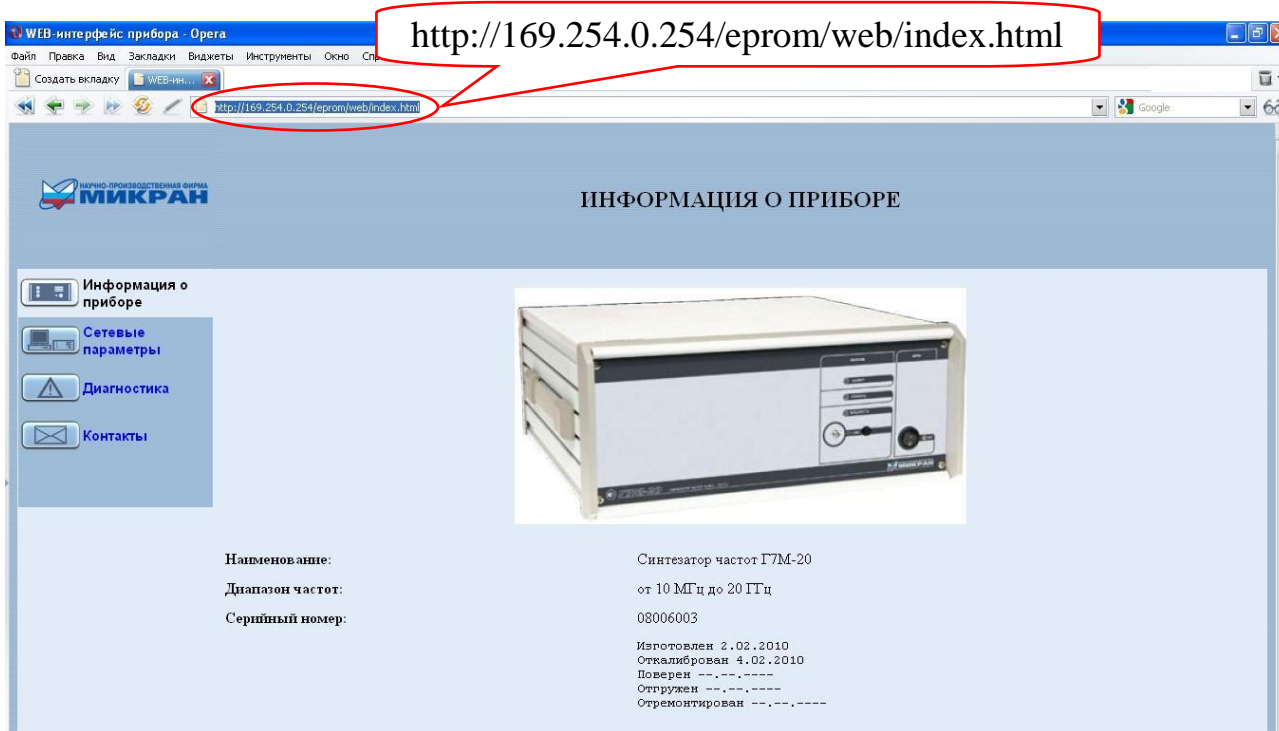 WEB-интерфейс прибора - Opera
http://169.254.0.254/eprom/web/index.html
Файл Правка Вид Закладки Виджеты Инструменты Окно
Создать вкладку WEB-ин...
http://169.254.0.254/eprom/web/index.html
Google
НАУЧНО-ПРОИЗВОДСТВЕННАЯ ФИРМА
МИКРАН
ИНФОРМАЦИЯ О ПРИБОРЕ
Информация о
приборе
Сетевые
параметры
Диагностика
Контакты
МИКРАН
Наименование: Синтезатор частот Г7М-20
Диапазон частот: от 10 МГц до 20 ГГц
Серийный номер: 08006003
Изготовлен 2.02.2010
Откалиброван 4.02.2010
Поверен --.--.----
Отгружен --.--.----
Отремонтирован --.--.----